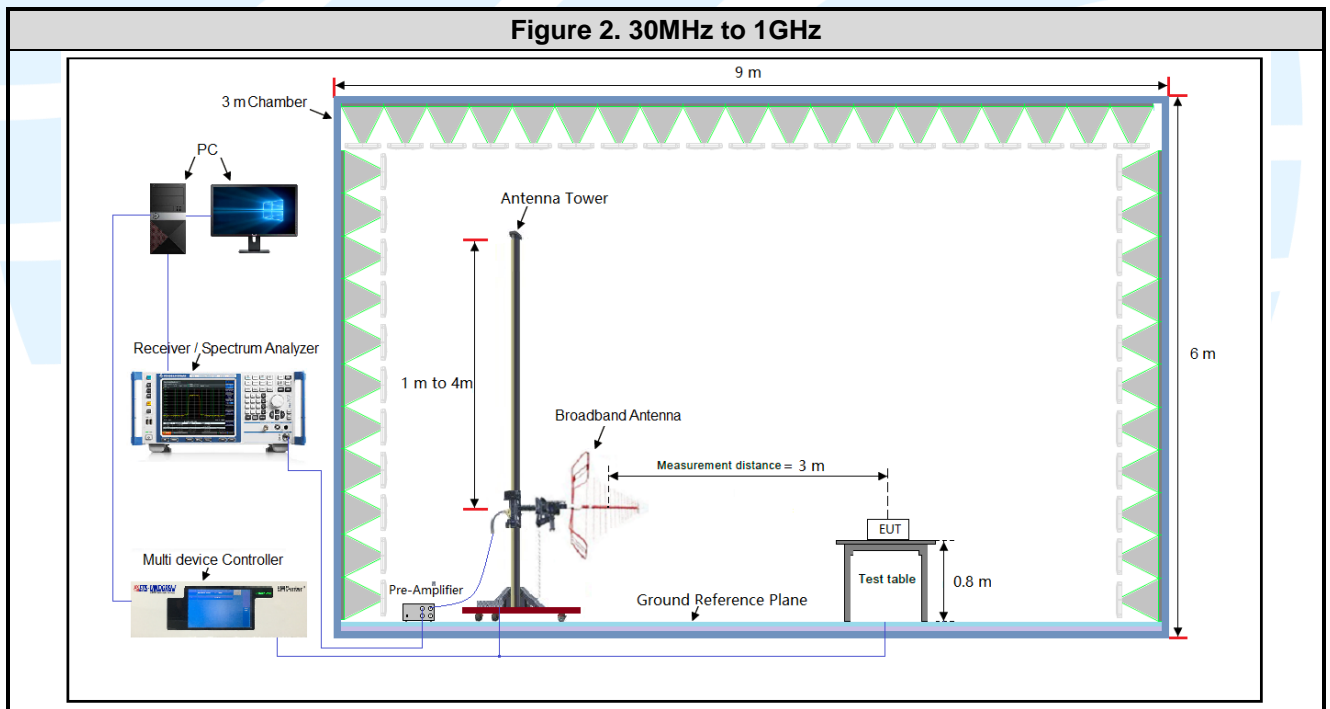 Figure 2. 30MHz to 1GHz
9 m
3 m Chamber
PC
Antenna Tower
Receiver / Spectrum Analyzer
1 m to 4m
6 m
Broadband Antenna
Measurement distance = 3 m
EUT
Multi device Controller
Pre-Amplifier
Test table
0.8 m
Ground Reference Plane